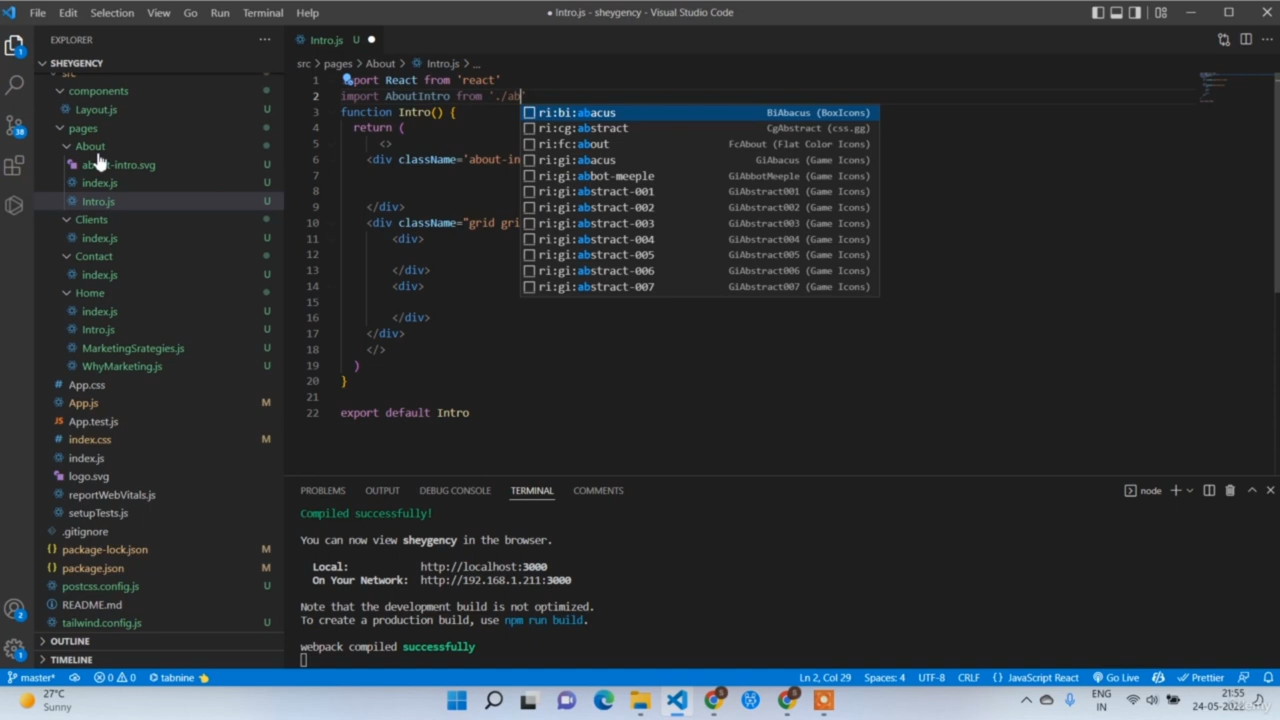 File Edit Selection View Go Run Terminal Help
● Intro.js - sheygency - Visual Studio Code
EXPLORER
SHEYGENCY
src
components
Layout.js U
pages
About
about-intro.svg U
index.js U
Intro.js U
Clients
index.js U
Contact
index.js U
Home
index.js U
Intro.js U
MarketingSrategies.js U
WhyMarketing.js U
App.css
App.js M
App.test.js
index.css M
index.js
logo.svg
reportWebVitals.js
setupTests.js
.gitignore
package-lock.json M
package.json M
postcss.config.js U
README.md
tailwind.config.js U
OUTLINE
TIMELINE
Intro.js U ●
src > pages > About > Intro.js > ...
1 import React from 'react'
2 import AboutIntro from './ab'
3 function Intro() {
4 return (
5 <>
6 <div className='about-in
7
8
9 </div>
10 <div className="grid gri
11 <div>
12
13 </div>
14 <div>
15
16 </div>
17 </div>
18 </>
19 )
20 }
21
22 export default Intro
ri:bi:abacus BiAbacus (BoxIcons)
ri:cg:abstract CgAbstract (css.gg)
ri:fc:about FcAbout (Flat Color Icons)
ri:gi:abacus GiAbacus (Game Icons)
ri:gi:abbot-meeple GiAbbotMeeple (Game Icons)
ri:gi:abstract-001 GiAbstract001 (Game Icons)
ri:gi:abstract-002 GiAbstract002 (Game Icons)
ri:gi:abstract-003 GiAbstract003 (Game Icons)
ri:gi:abstract-004 GiAbstract004 (Game Icons)
ri:gi:abstract-005 GiAbstract005 (Game Icons)
ri:gi:abstract-006 GiAbstract006 (Game Icons)
ri:gi:abstract-007 GiAbstract007 (Game Icons)
PROBLEMS OUTPUT DEBUG CONSOLE TERMINAL COMMENTS
node
Compiled successfully!
You can now view sheygency in the browser.
Local: http://localhost:3000
On Your Network: http://192.168.1.211:3000
Note that the development build is not optimized.
To create a production build, use npm run build.
webpack compiled successfully
master* 0 0 tabnine
Ln 2, Col 29 Spaces: 4 UTF-8 CRLF {} JavaScript React Go Live Prettier
27°C
Sunny
ENG
IN
21:55
24-05-2022